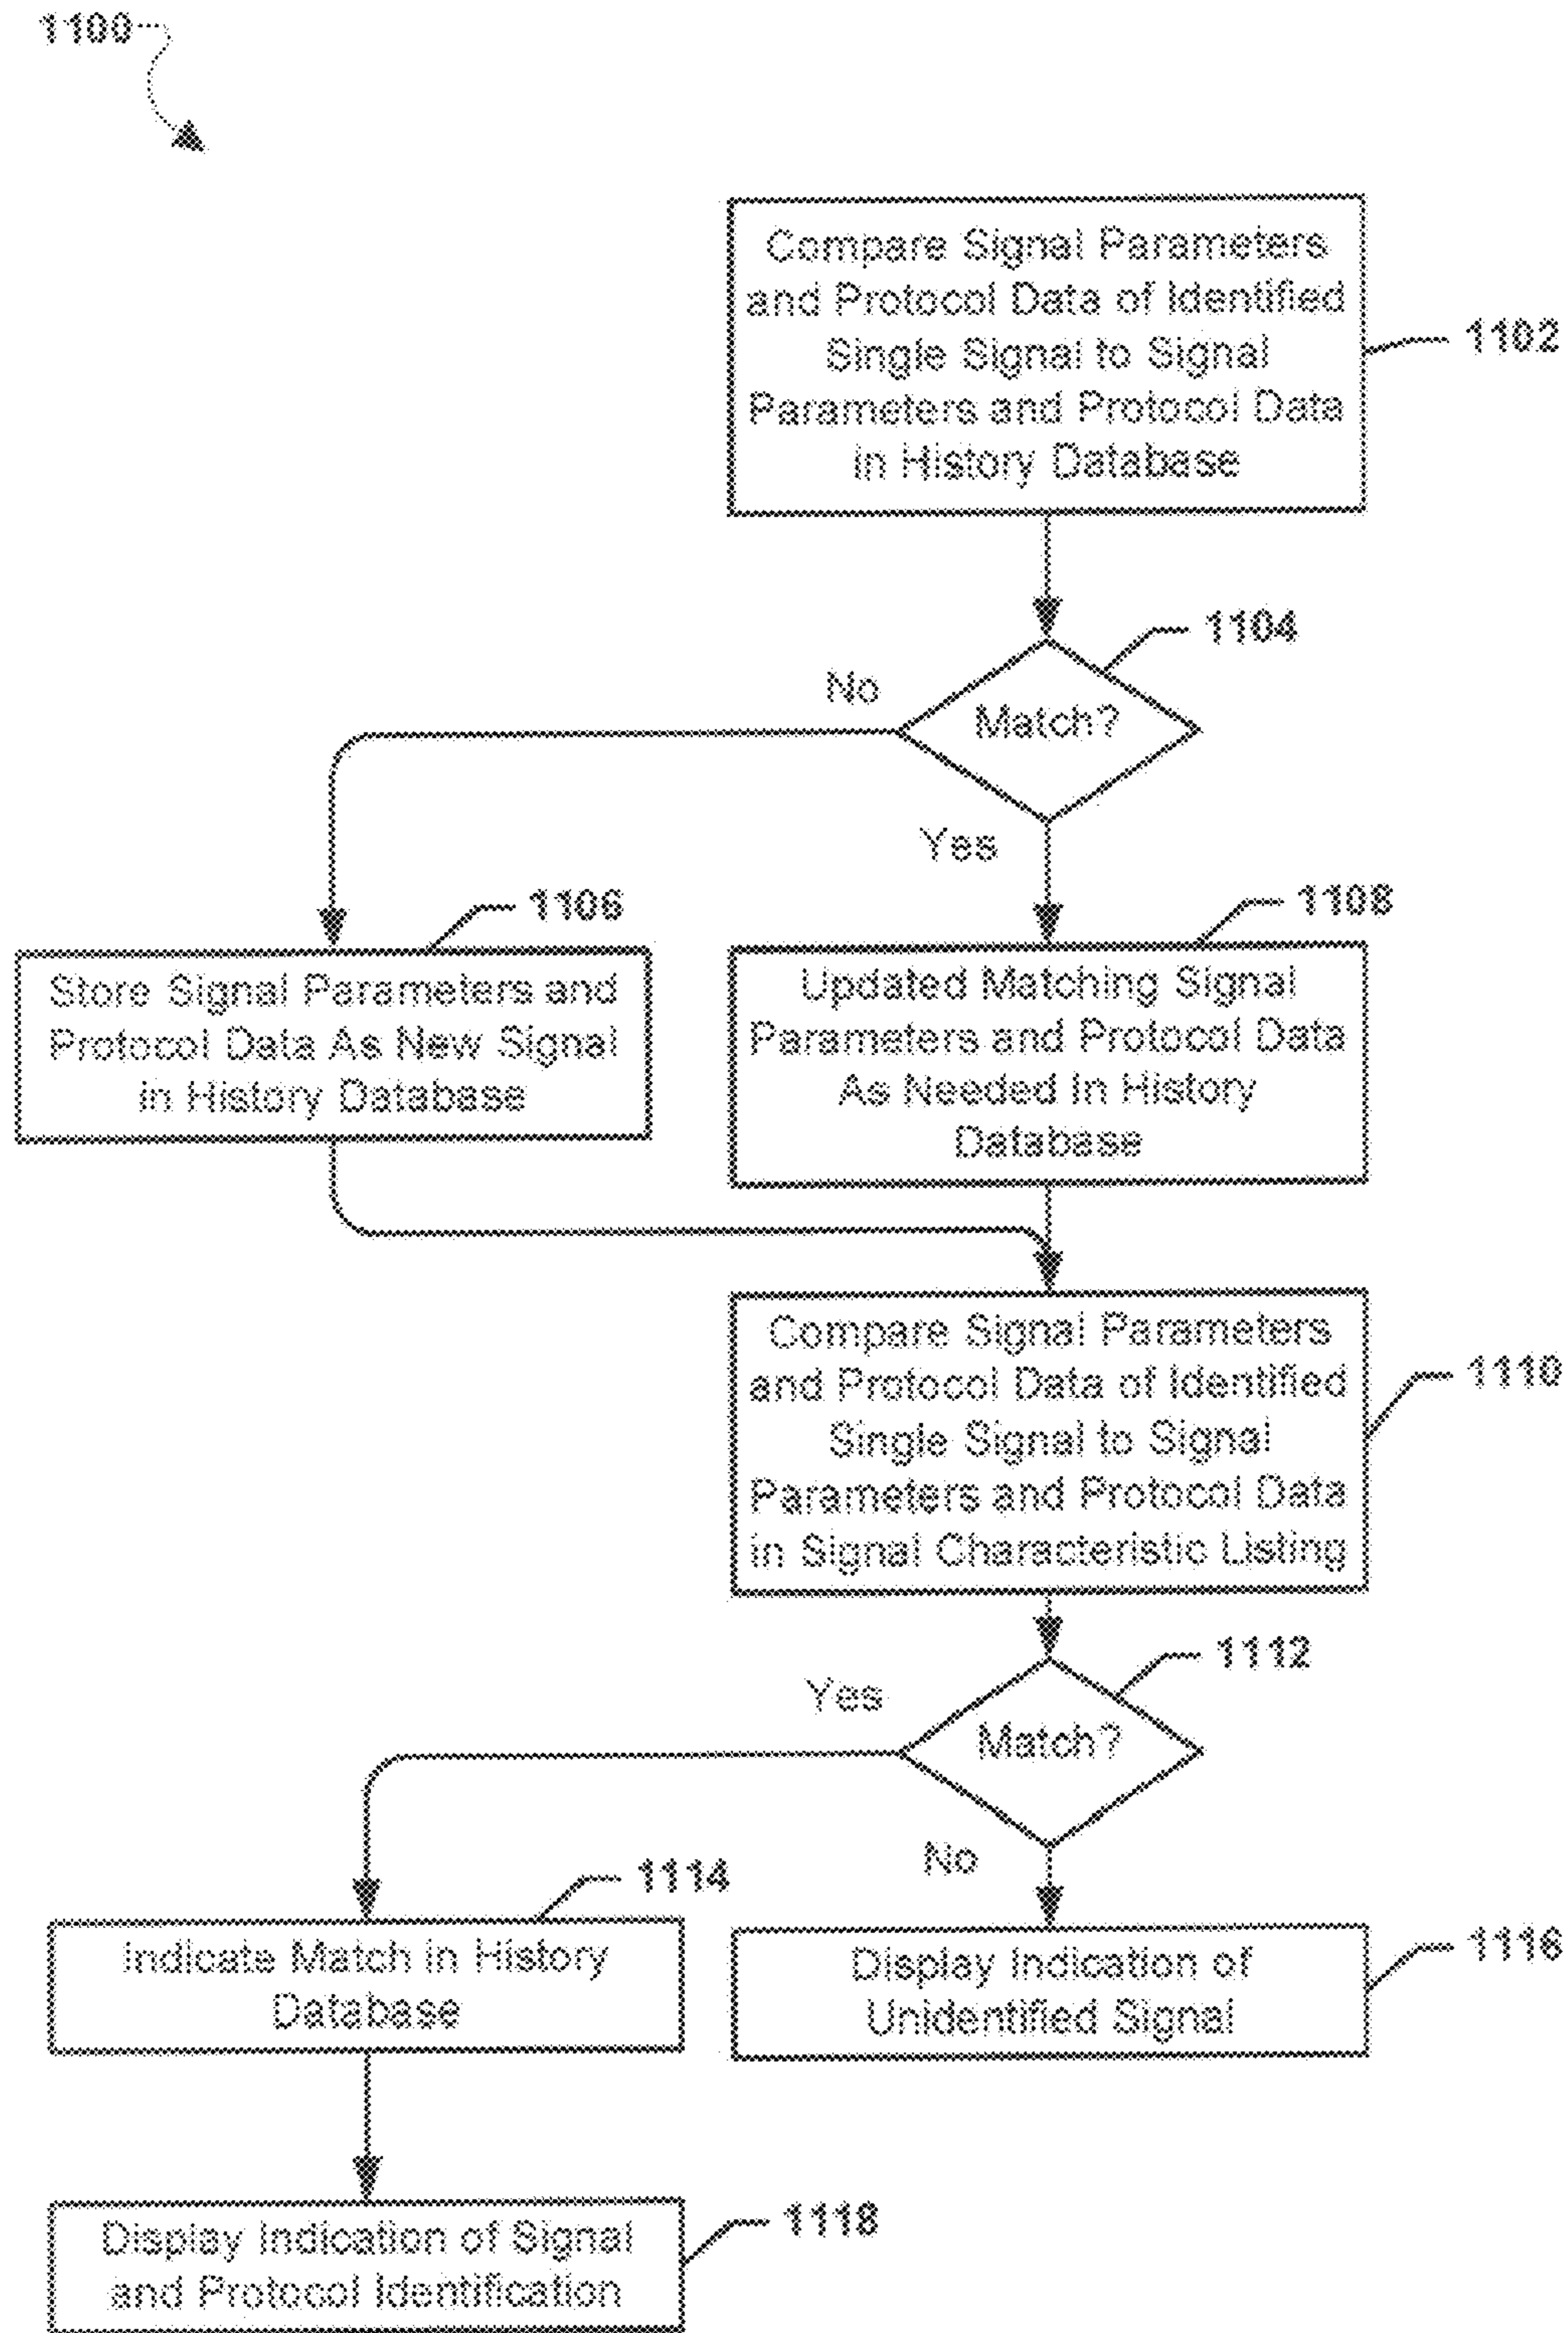 1100
Compare Signal Parameters
and Protocol Data of Identified
Single Signal to Signal
Parameters and Protocol Data
in History Database
1102
1104
No
Match?
Yes
1106
1108
Store Signal Parameters and
Protocol Data As New Signal
in History Database
Updated Matching Signal
Parameters and Protocol Data
As Needed In History
Database
Compare Signal Parameters
and Protocol Data of Identified
Single Signal to Signal
Parameters and Protocol Data
in Signal Characteristic Listing
1110
1112
Yes
Match?
No
1114
Indicate Match in History
Database
Display Indication of
Unidentified Signal
1116
Display Indication of Signal
and Protocol Identification
1118